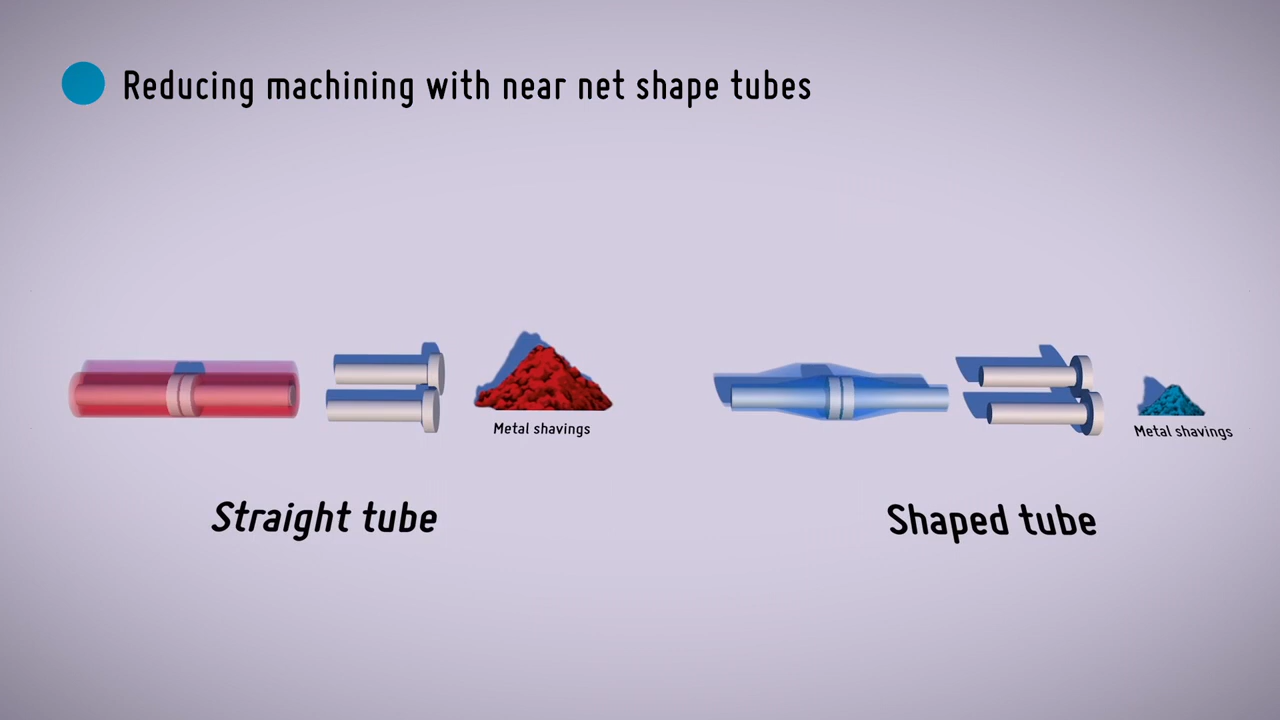 Reducing machining with near net shape tubes
Metal shavings
Straight tube
Metal shavings
Shaped tube